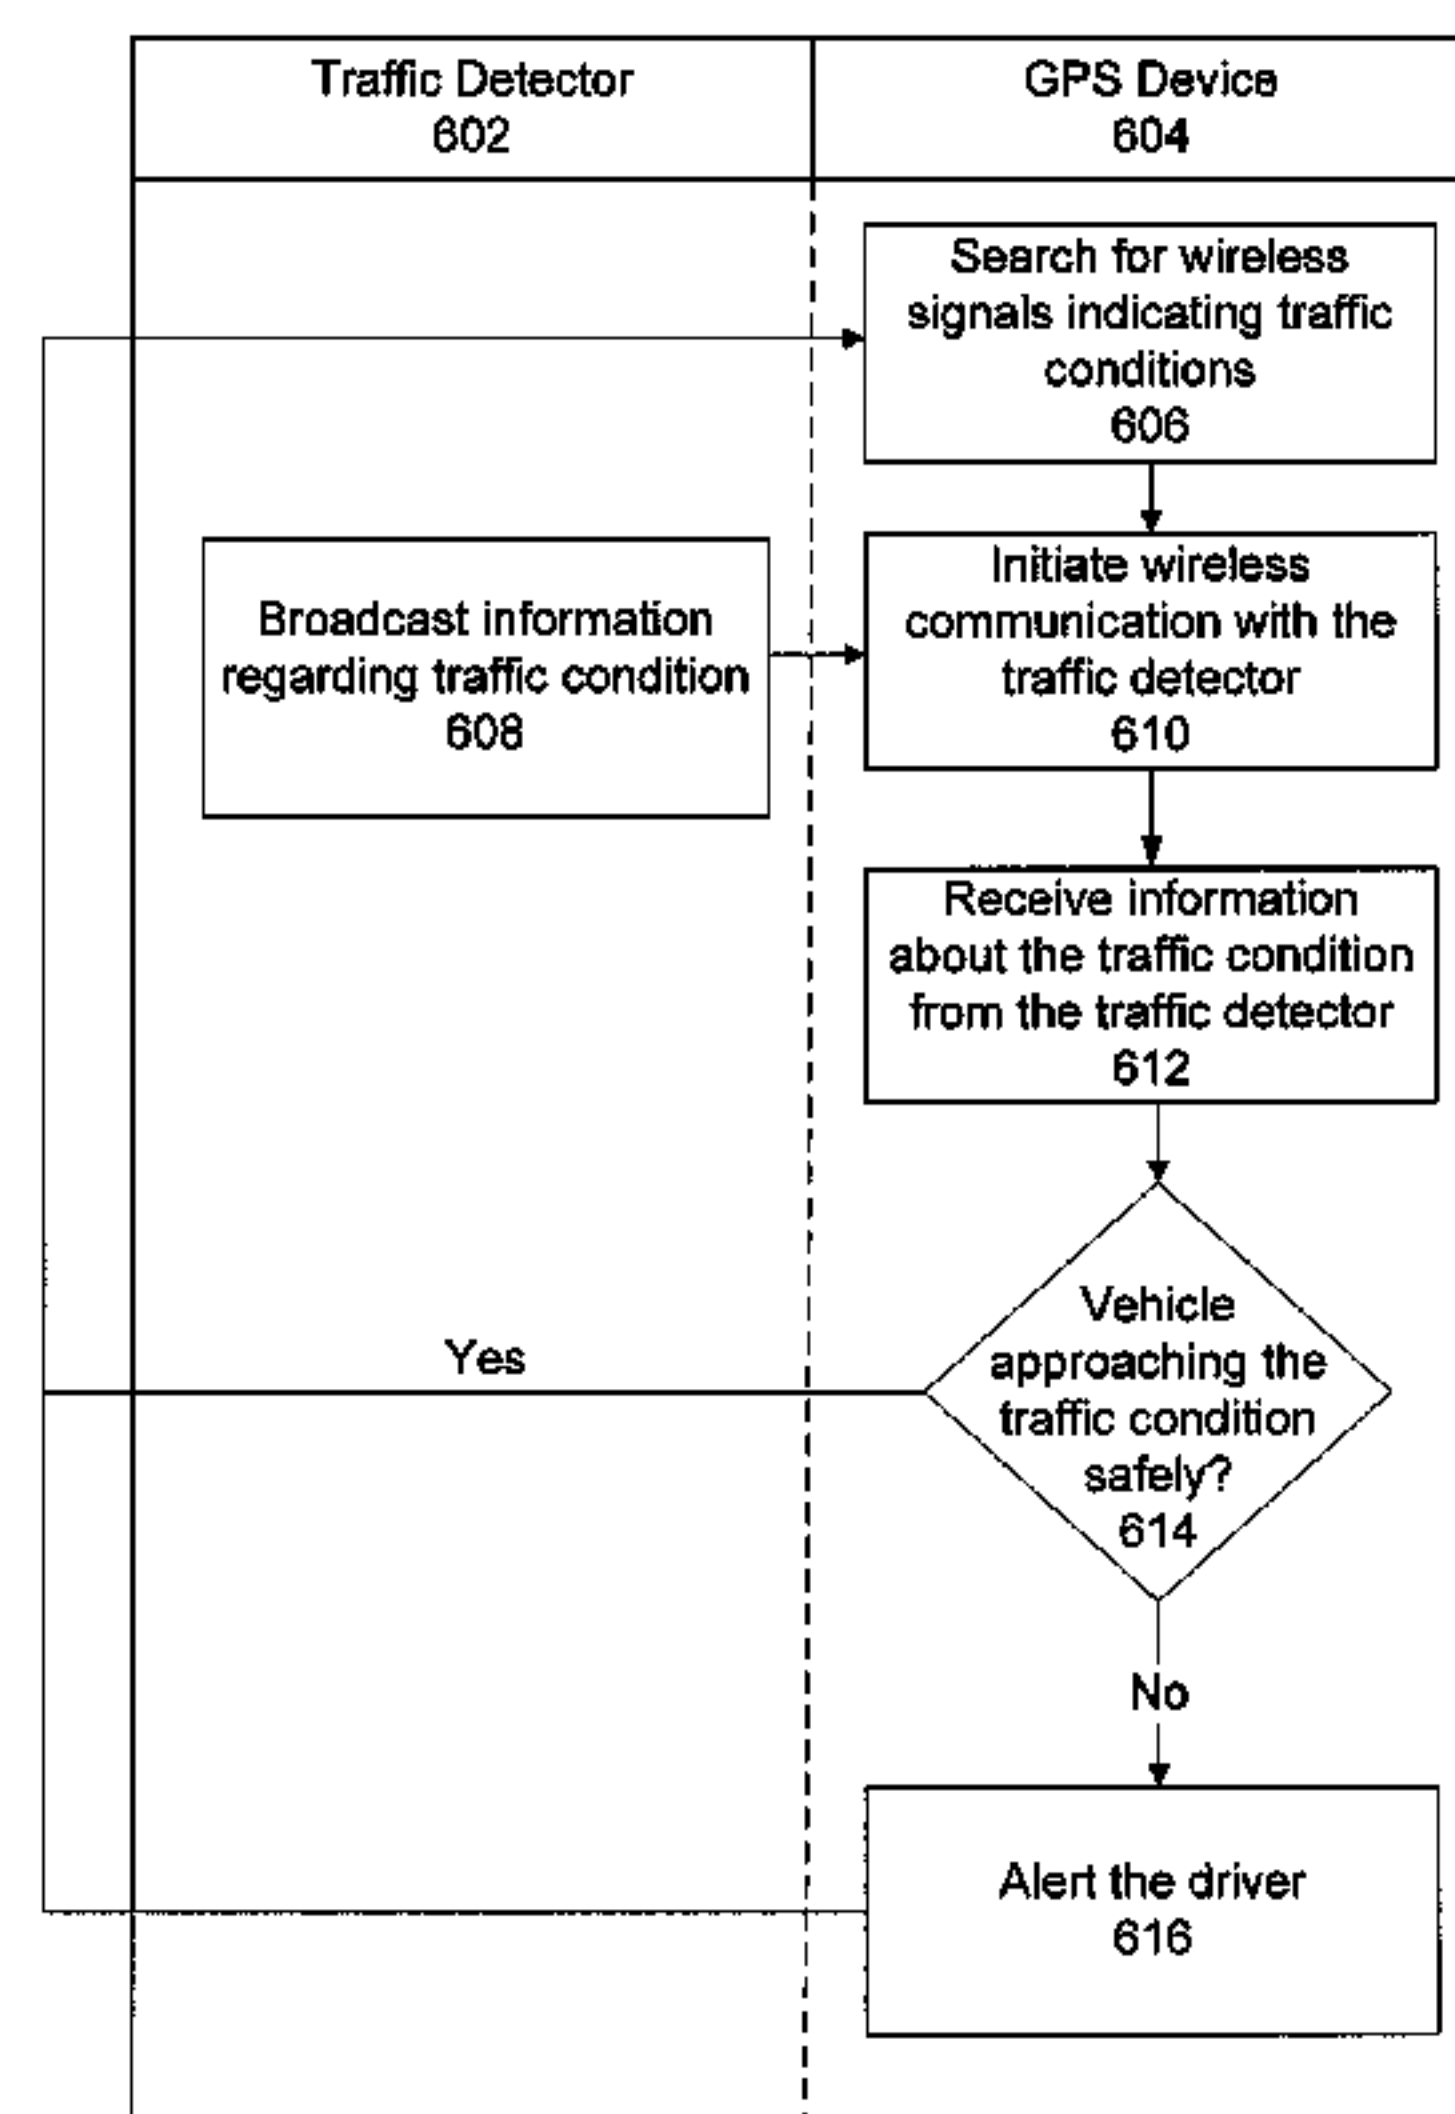 Traffic Detector
602
GPS Device
604
Search for wireless
signals indicating traffic
conditions
606
Broadcast information
regarding traffic condition
608
Initiate wireless
communication with the
traffic detector
610
Receive information
about the traffic condition
from the traffic detector
612
Vehicle
approaching the
traffic condition
safely?
614
Yes
No
Alert the driver
616